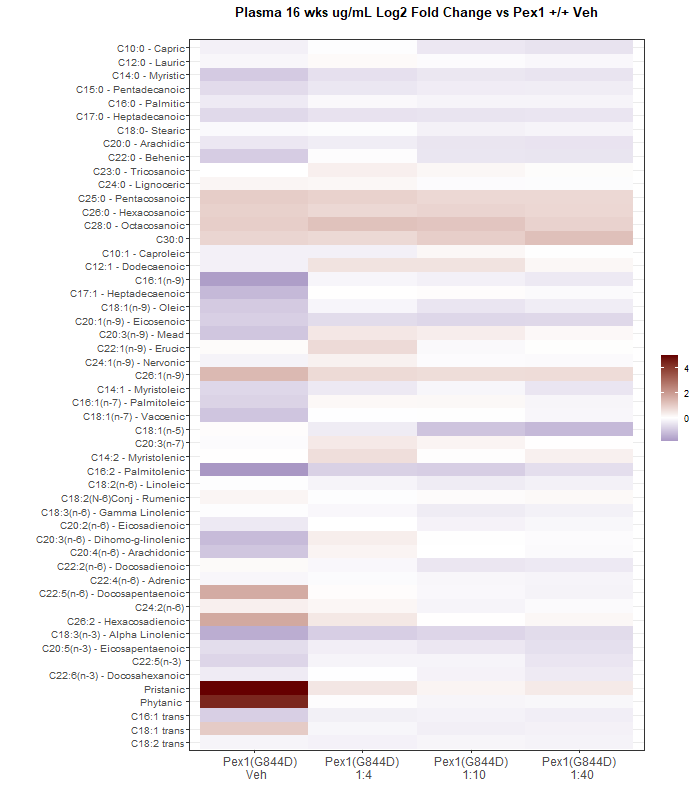 Plasma 16 wks ug/mL Log2 Fold Change vs Pex1 +/+ Veh
C10:0 - Capric
C12:0 - Lauric
C14:0 - Myristic
C15:0 - Pentadecanoic
C16:0 - Palmitic
C17:0 - Heptadecanoic
C18:0- Stearic
C20:0 - Arachidic
C22:0 - Behenic
C23:0 - Tricosanoic
C24:0 - Lignoceric
C25:0 - Pentacosanoic
C26:0 - Hexacosanoic
C28:0 - Octacosanoic
C30:0
C10:1 - Caproleic
C12:1 - Dodecaenoic
C16:1(n-9)
C17:1 - Heptadecaenoic
C18:1(n-9) - Oleic
C20:1(n-9) - Eicosenoic
C20:3(n-9) - Mead
C22:1(n-9) - Erucic
C24:1(n-9) - Nervonic
C26:1(n-9)
C14:1 - Myristoleic
C16:1(n-7) - Palmitoleic
C18:1(n-7) - Vaccenic
C18:1(n-5)
C20:3(n-7)
C14:2 - Myristolenic
C16:2 - Palmitolenic
C18:2(n-6) - Linoleic
C18:2(N-6)Conj - Rumenic
C18:3(n-6) - Gamma Linolenic
C20:2(n-6) - Eicosadienoic
C20:3(n-6) - Dihomo-g-linolenic
C20:4(n-6) - Arachidonic
C22:2(n-6) - Docosadienoic
C22:4(n-6) - Adrenic
C22:5(n-6) - Docosapentaenoic
C24:2(n-6)
C26:2 - Hexacosadienoic
C18:3(n-3) - Alpha Linolenic
C20:5(n-3) - Eicosapentaenoic
C22:5(n-3)
C22:6(n-3) - Docosahexanoic
Pristanic
Phytanic
C16:1 trans
C18:1 trans
C18:2 trans
4
2
0
Pex1(G844D) Pex1(G844D) Pex1(G844D) Pex1(G844D)
Veh 1:4 1:10 1:40